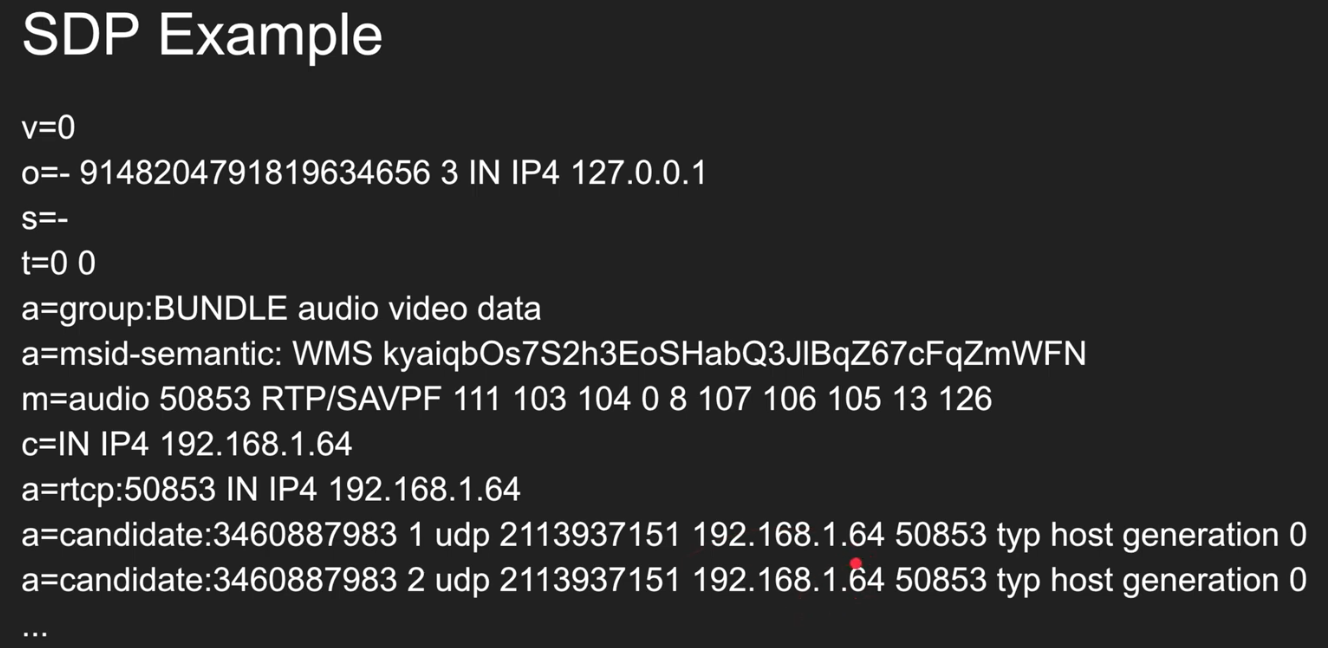 SDP Example
v=0
o=- 9148204791819634656 3 IN IP4 127.0.0.1
s=-
t=0 0
a=group:BUNDLE audio video data
a=msid-semantic: WMS kyaiqbOs7S2h3EoSHabQ3JlBqZ67cFqZmWFN
m=audio 50853 RTP/SAVPF 111 103 104 0 8 107 106 105 13 126
c=IN IP4 192.168.1.64
a=rtcp:50853 IN IP4 192.168.1.64
a=candidate:3460887983 1 udp 2113937151 192.168.1.64 50853 typ host generation 0
a=candidate:3460887983 2 udp 2113937151 192.168.1.64 50853 typ host generation 0
...